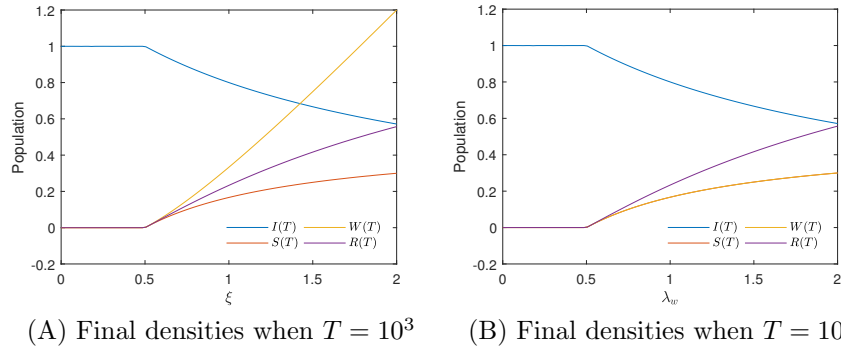 1.2
1
0.8
0.6
0.4
0.2
0
-0.2
Population
0 0.5 1 1.5 2
ξ
I(T) W(T)
S(T) R(T)
(A) Final densities when T = 10³
1.2
1
0.8
0.6
0.4
0.2
0
-0.2
Population
0 0.5 1 1.5 2
λ_w
I(T) W(T)
S(T) R(T)
(B) Final densities when T = 10